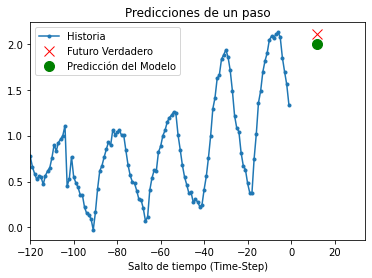 Predicciones de un paso
Historia
Futuro Verdadero
Predicción del Modelo
2.0
1.5
1.0
0.5
0.0
−120 −100 −80 −60 −40 −20 0 20
Salto de tiempo (Time-Step)